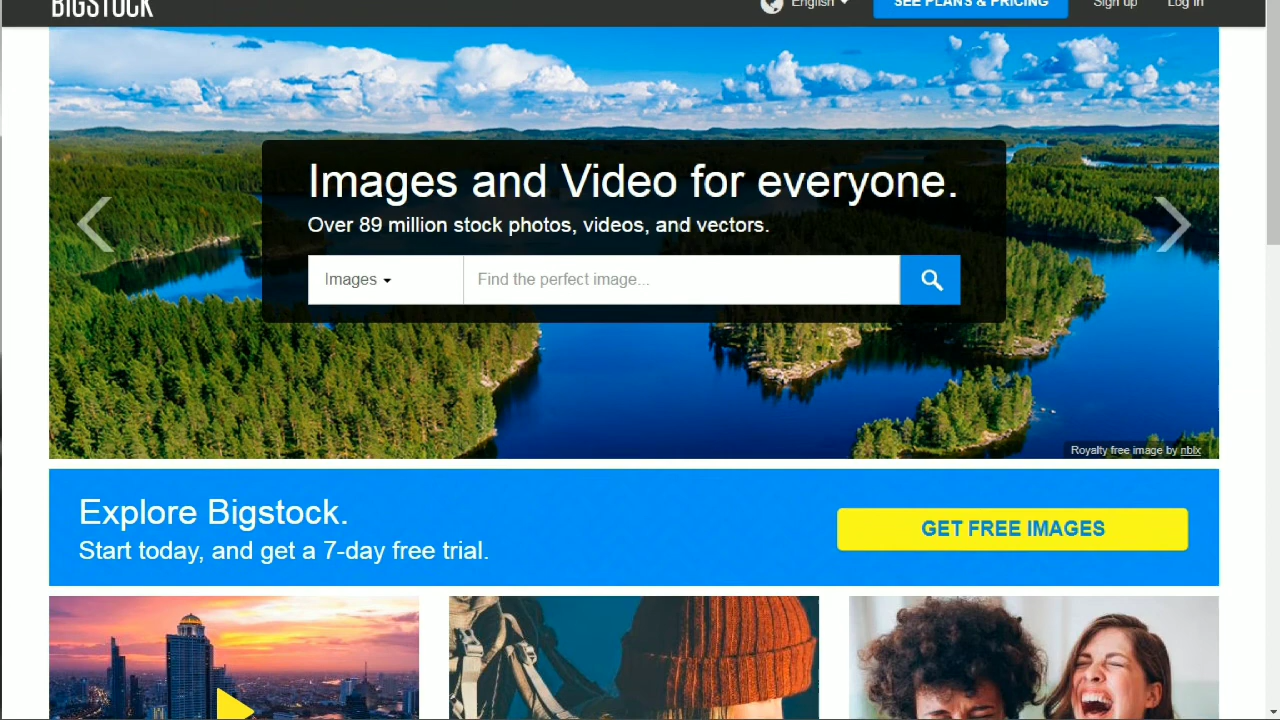 BIGSTOCK
English
SEE PLANS & PRICING
Sign up
Log in
Images and Video for everyone.
Over 89 million stock photos, videos, and vectors.
Images
Find the perfect image...
Royalty free image by nblx
Explore Bigstock.
Start today, and get a 7-day free trial.
GET FREE IMAGES